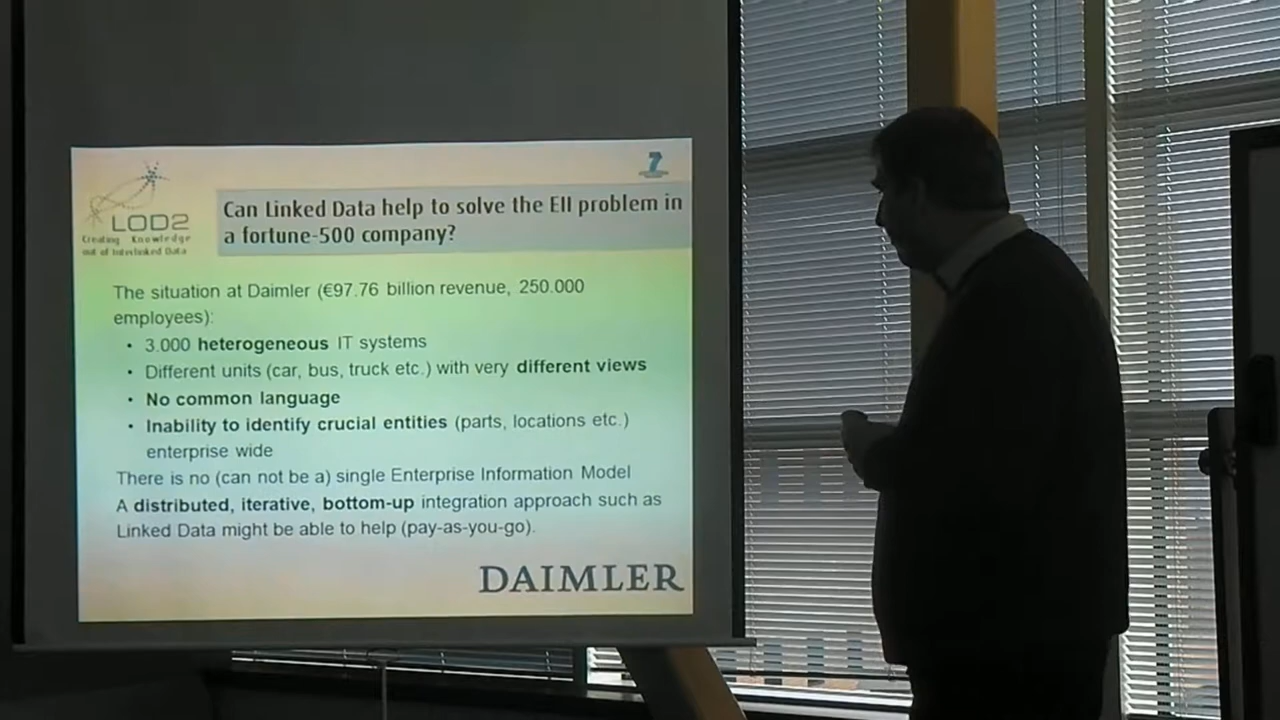 7
LOD2
Creating Knowledge
out of Interlinked Data
Can Linked Data help to solve the EII problem in
a fortune-500 company?
The situation at Daimler (€97.76 billion revenue, 250.000
employees):
• 3.000 heterogeneous IT systems
• Different units (car, bus, truck etc.) with very different views
• No common language
• Inability to identify crucial entities (parts, locations etc.)
enterprise wide
There is no (can not be a) single Enterprise Information Model
A distributed, iterative, bottom-up integration approach such as
Linked Data might be able to help (pay-as-you-go).
DAIMLER